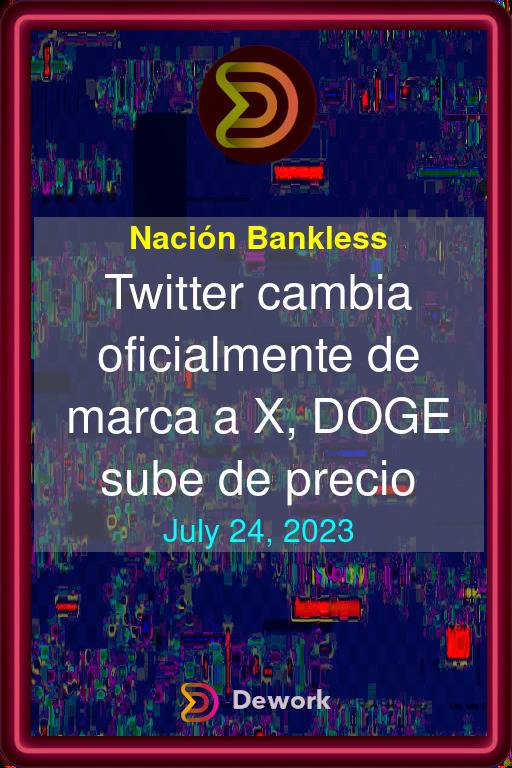 Nación Bankless
Twitter cambia
oficialmente de
marca a X, DOGE
sube de precio
July 24, 2023
Dework